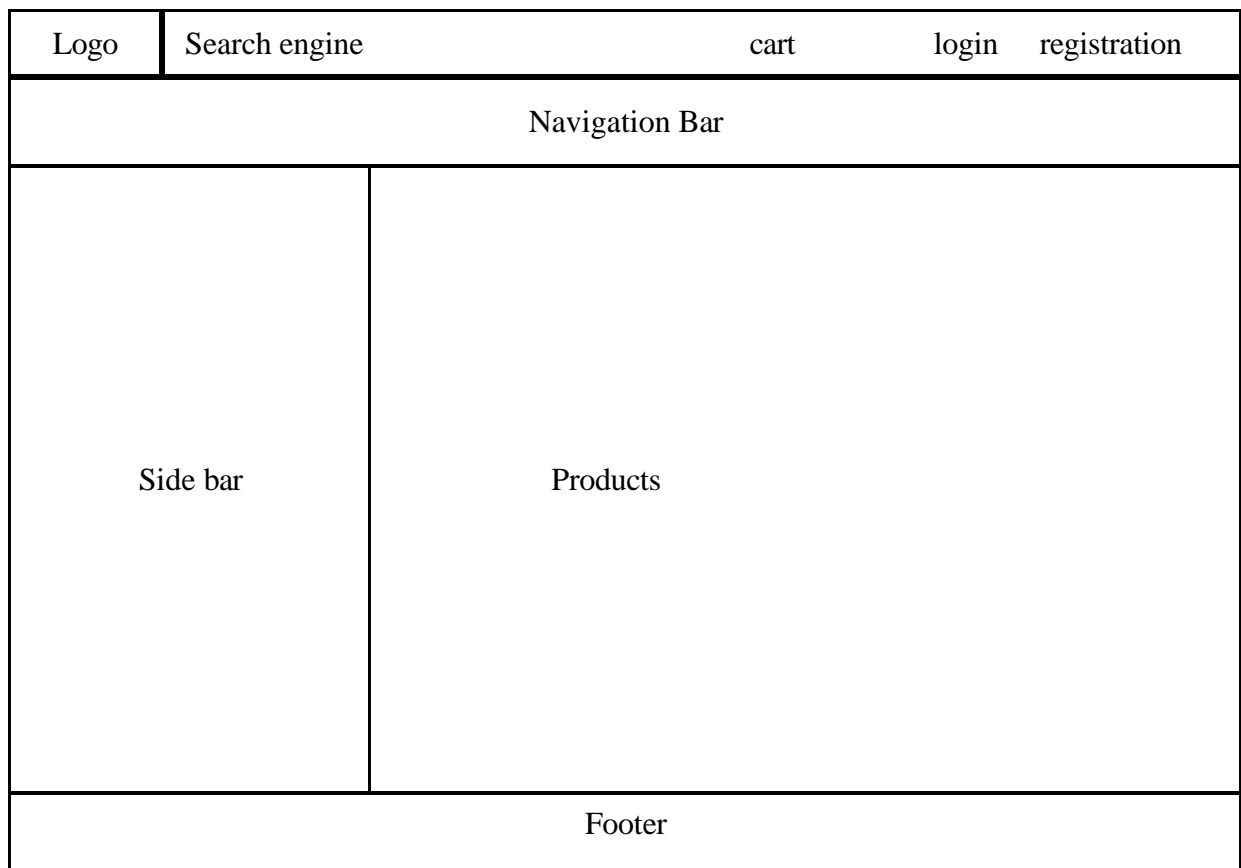 Logo Search engine cart login registration
Navigation Bar
Side bar Products
Footer